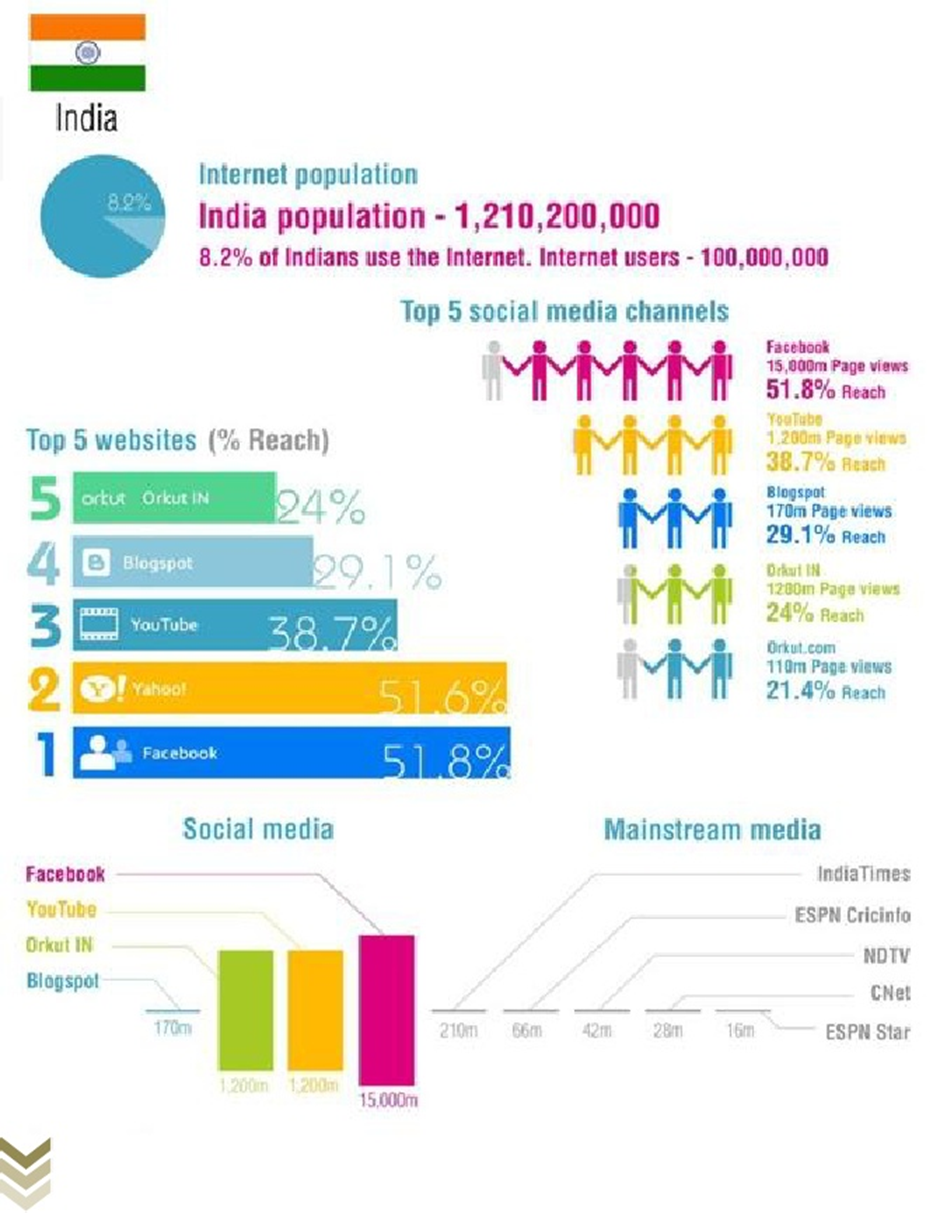 India
8.2%
Internet population
India population - 1,210,200,000
8.2% of Indians use the Internet. Internet users - 100,000,000
Top 5 social media channels
Facebook
15,000m Page views
51.8% Reach
YouTube
1,200m Page views
38.7% Reach
Blogspot
170m Page views
29.1% Reach
Orkut IN
1200m Page views
24% Reach
Orkut.com
110m Page views
21.4% Reach
Top 5 websites (% Reach)
5 orkut Orkut IN 24%
4 B Blogspot 29.1%
3 YouTube 38.7%
2 Y! Yahoo! 51.6%
1 Facebook 51.8%
Social media
Facebook
YouTube
Orkut IN
Blogspot
170m
1,200m
1,200m
15,000m
Mainstream media
IndiaTimes
ESPN Cricinfo
NDTV
CNet
ESPN Star
210m
66m
42m
28m
16m